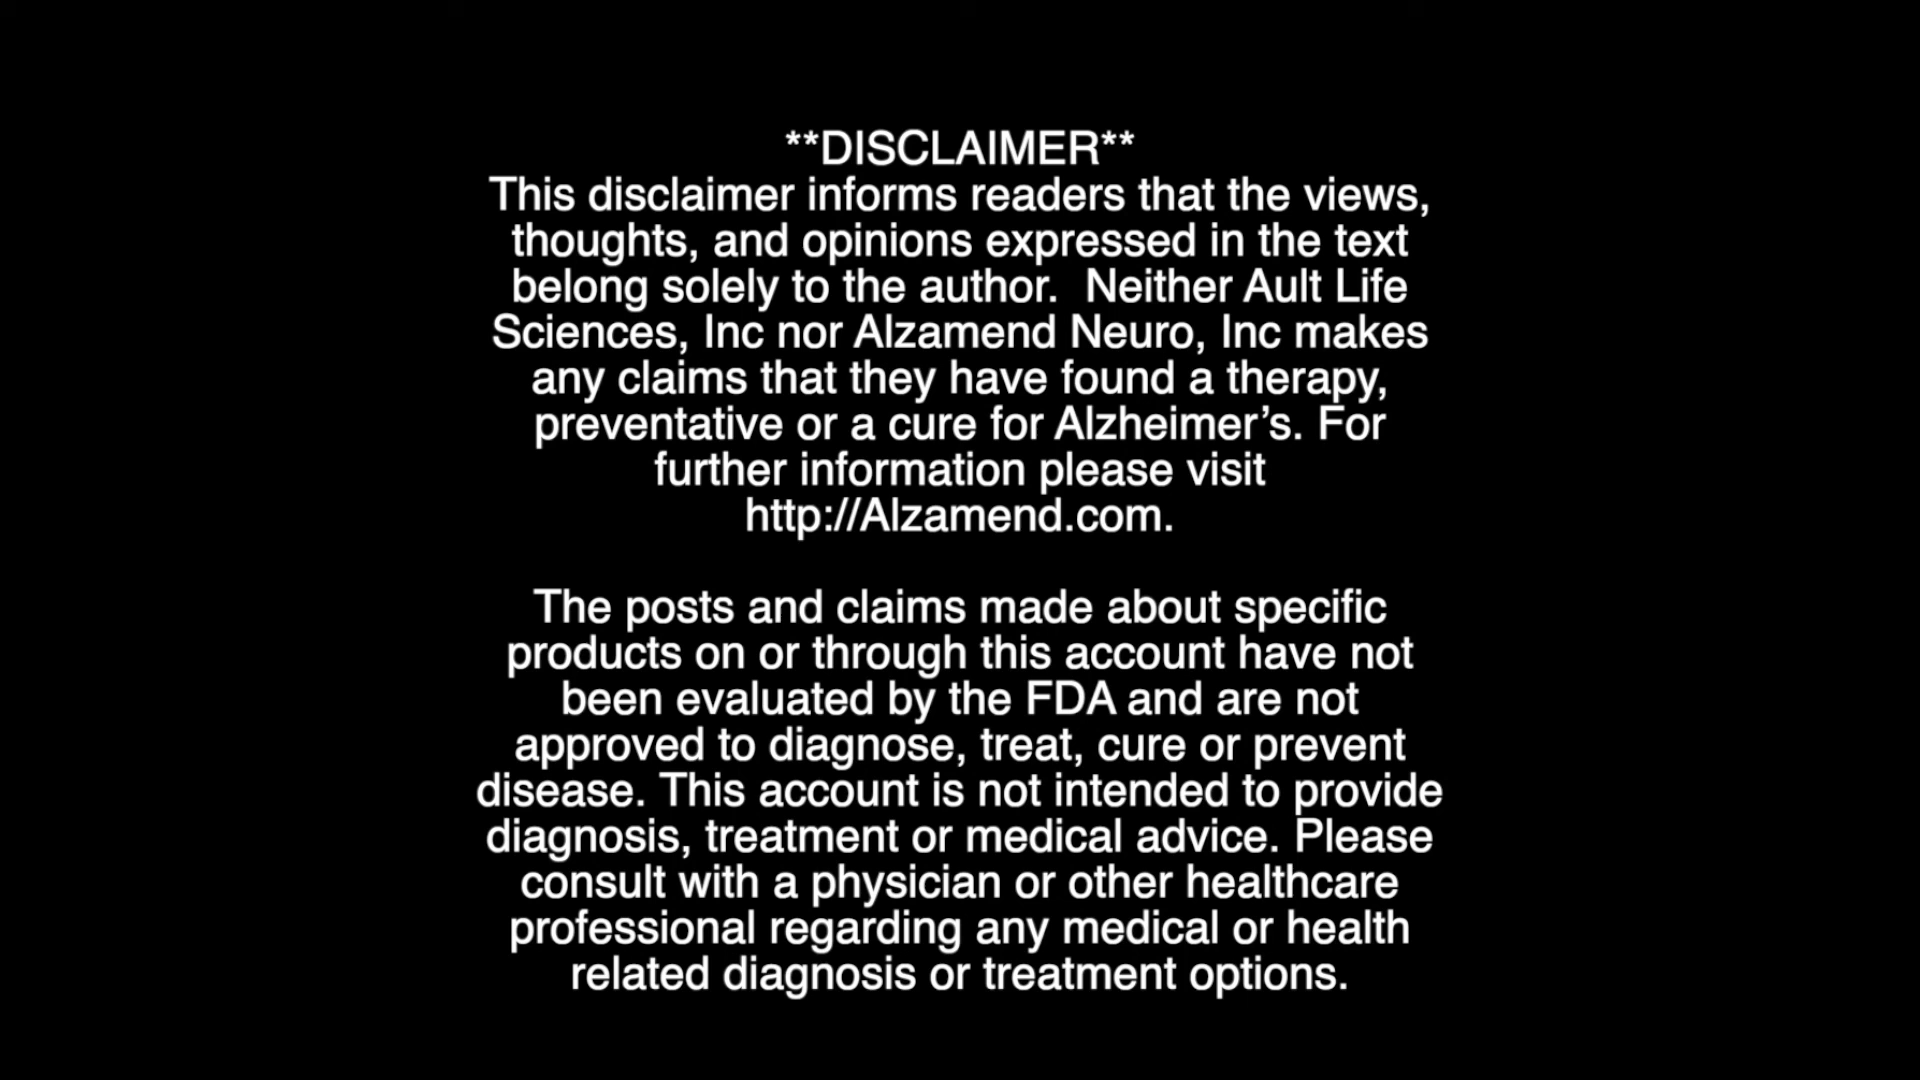 **DISCLAIMER**
This disclaimer informs readers that the views,
thoughts, and opinions expressed in the text
belong solely to the author.  Neither Ault Life
Sciences, Inc nor Alzamend Neuro, Inc makes
any claims that they have found a therapy,
preventative or a cure for Alzheimer’s. For
further information please visit
http://Alzamend.com.
The posts and claims made about specific
products on or through this account have not
been evaluated by the FDA and are not
approved to diagnose, treat, cure or prevent
disease. This account is not intended to provide
diagnosis, treatment or medical advice. Please
consult with a physician or other healthcare
professional regarding any medical or health
related diagnosis or treatment options.